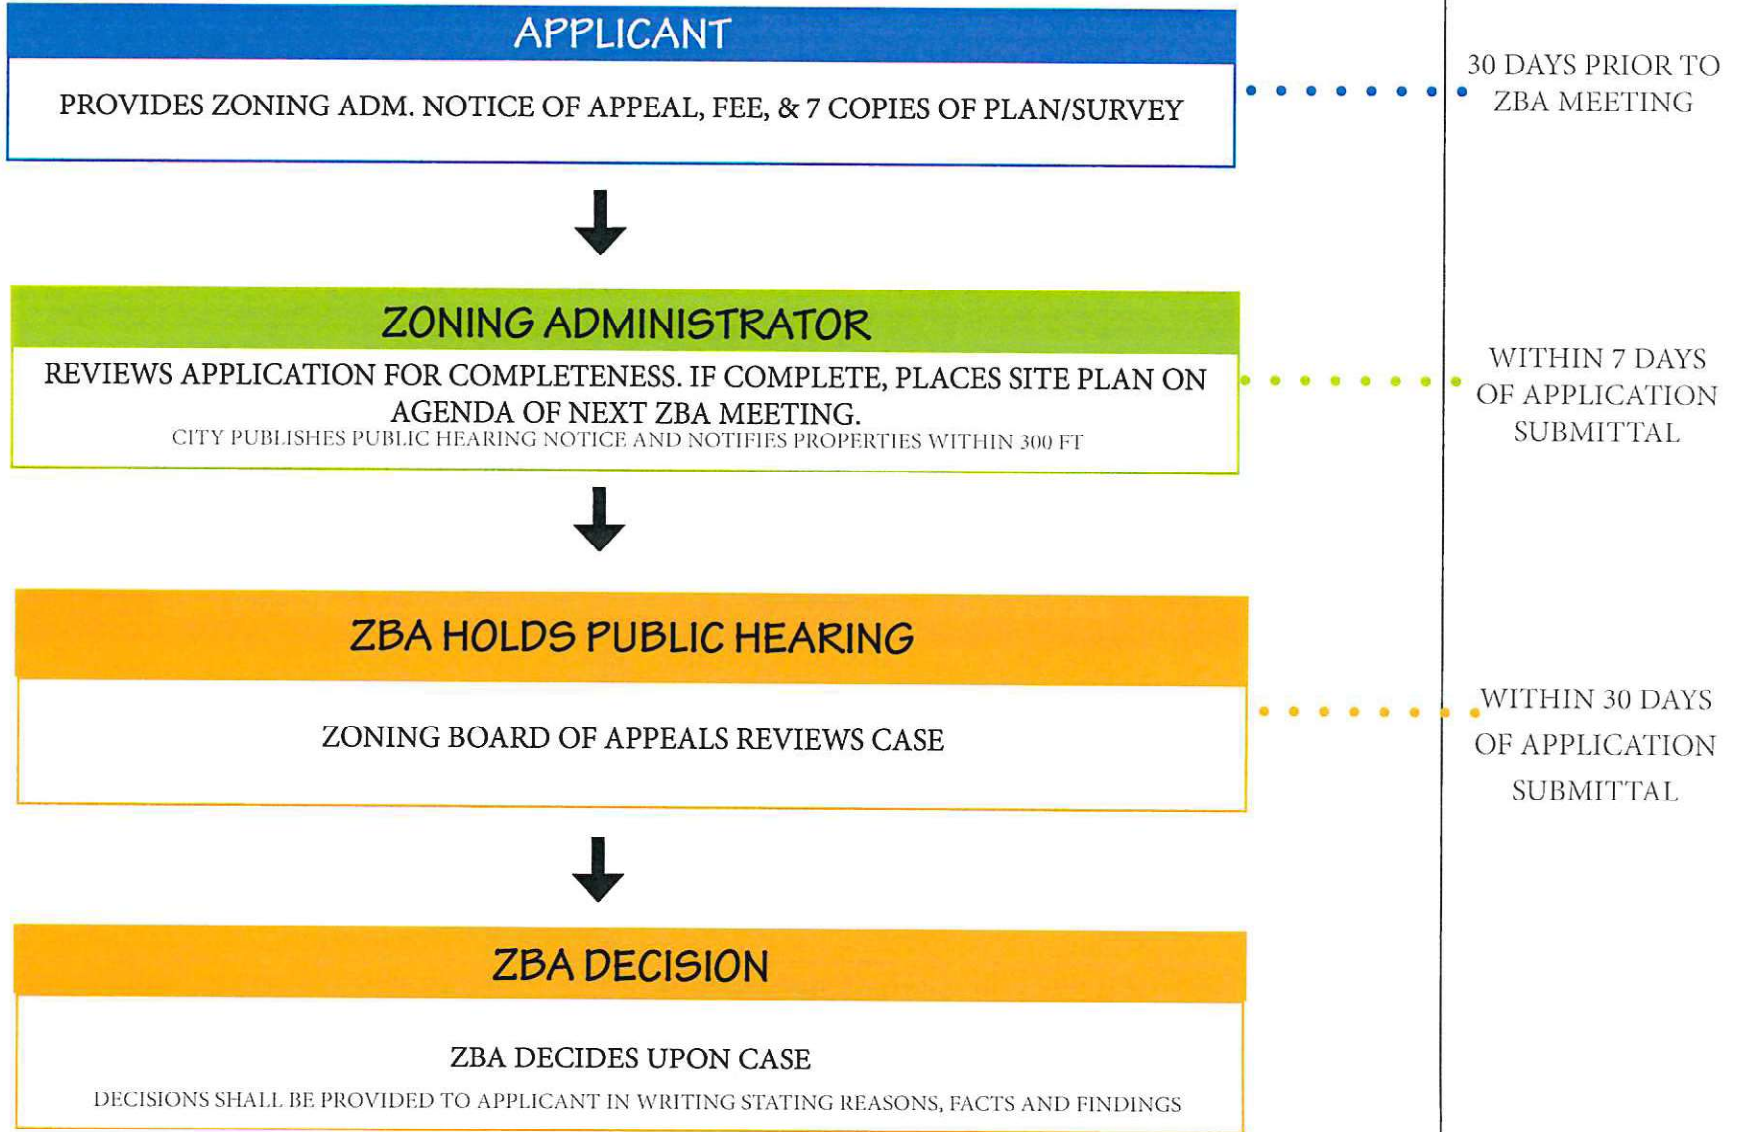 APPLICANT
PROVIDES ZONING ADM. NOTICE OF APPEAL, FEE, & 7 COPIES OF PLAN/SURVEY
30 DAYS PRIOR TO
ZBA MEETING
ZONING ADMINISTRATOR
REVIEWS APPLICATION FOR COMPLETENESS. IF COMPLETE, PLACES SITE PLAN ON
AGENDA OF NEXT ZBA MEETING.
CITY PUBLISHES PUBLIC HEARING NOTICE AND NOTIFIES PROPERTIES WITHIN 300 FT
WITHIN 7 DAYS
OF APPLICATION
SUBMITTAL
ZBA HOLDS PUBLIC HEARING
ZONING BOARD OF APPEALS REVIEWS CASE
WITHIN 30 DAYS
OF APPLICATION
SUBMITTAL
ZBA DECISION
ZBA DECIDES UPON CASE
DECISIONS SHALL BE PROVIDED TO APPLICANT IN WRITING STATING REASONS, FACTS AND FINDINGS